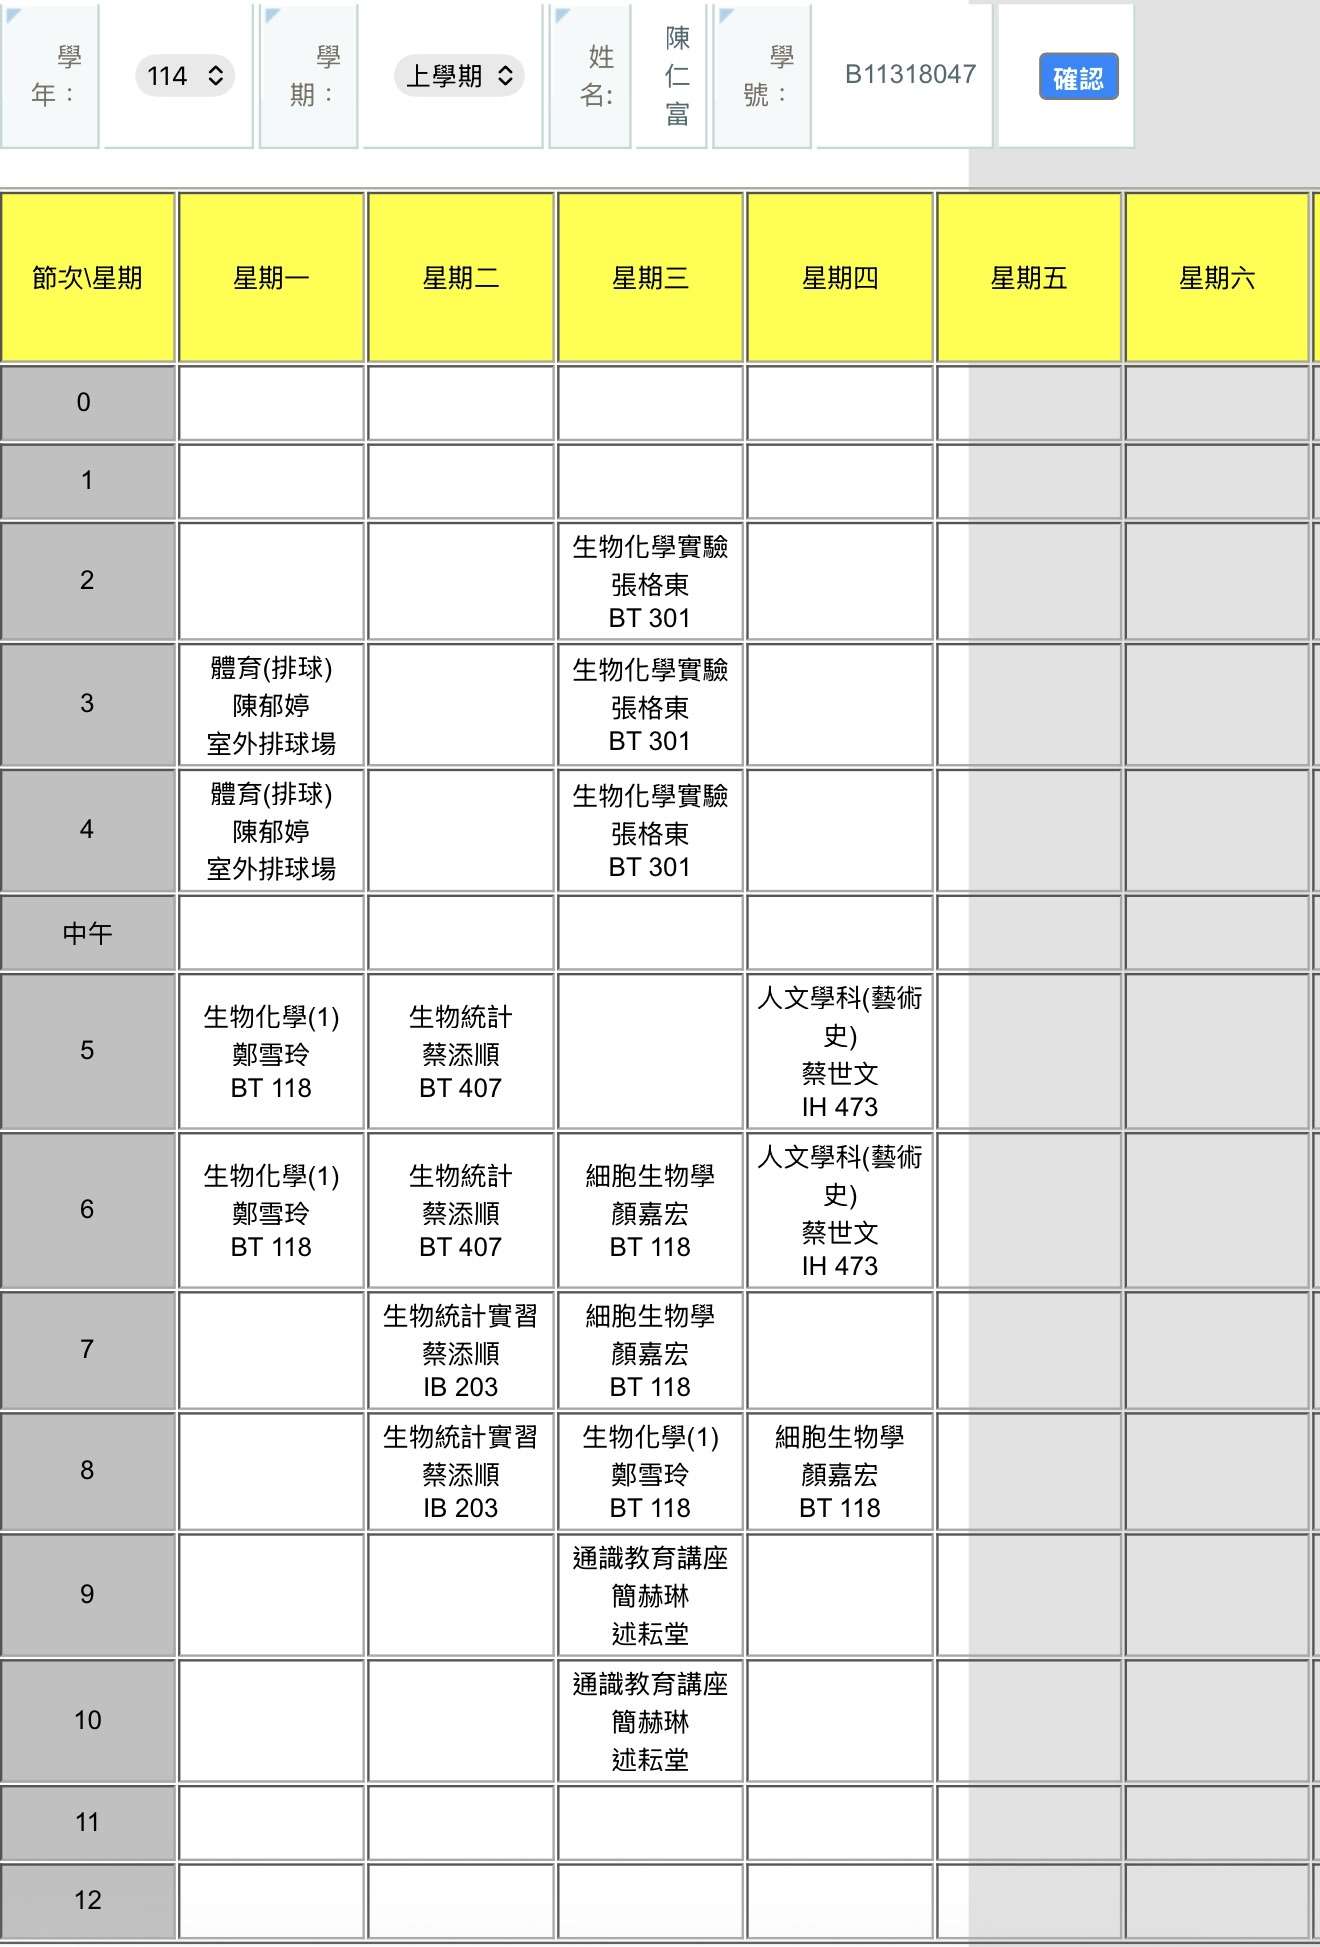 學年： 114 學期： 上學期 姓名: 陳仁富 學號： B11318047 確認
節次\星期 星期一 星期二 星期三 星期四 星期五 星期六
0
1
2
生物化學實驗
張格東
BT 301
3
體育(排球)
陳郁婷
室外排球場
生物化學實驗
張格東
BT 301
4
體育(排球)
陳郁婷
室外排球場
生物化學實驗
張格東
BT 301
中午
5
生物化學(1)
鄭雪玲
BT 118
生物統計
蔡添順
BT 407
人文學科(藝術
史)
蔡世文
IH 473
6
生物化學(1)
鄭雪玲
BT 118
生物統計
蔡添順
BT 407
細胞生物學
顏嘉宏
BT 118
人文學科(藝術
史)
蔡世文
IH 473
7
生物統計實習
蔡添順
IB 203
細胞生物學
顏嘉宏
BT 118
8
生物統計實習
蔡添順
IB 203
生物化學(1)
鄭雪玲
BT 118
細胞生物學
顏嘉宏
BT 118
9
通識教育講座
簡赫琳
述耘堂
10
通識教育講座
簡赫琳
述耘堂
11
12